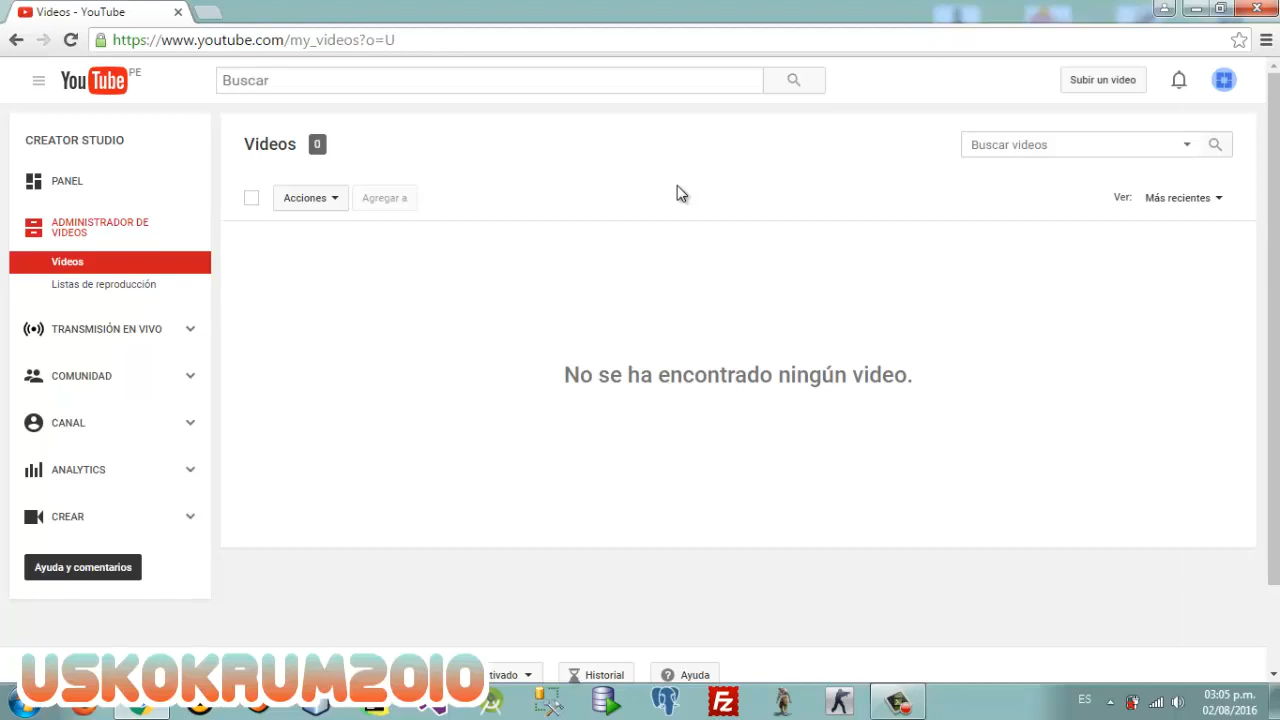 Videos - YouTube
https://www.youtube.com/my_videos?o=U
YouTube PE
Buscar
Subir un video
CREATOR STUDIO
PANEL
ADMINISTRADOR DE
VIDEOS
Videos
Listas de reproducción
TRANSMISIÓN EN VIVO
COMUNIDAD
CANAL
ANALYTICS
CREAR
Ayuda y comentarios
Videos 0
Buscar videos
Acciones
Agregar a
Ver: Más recientes
No se ha encontrado ningún video.
tivado
Historial
Ayuda
USKOKRUM2010
Fz
ES
03:05 p.m.
02/08/2016